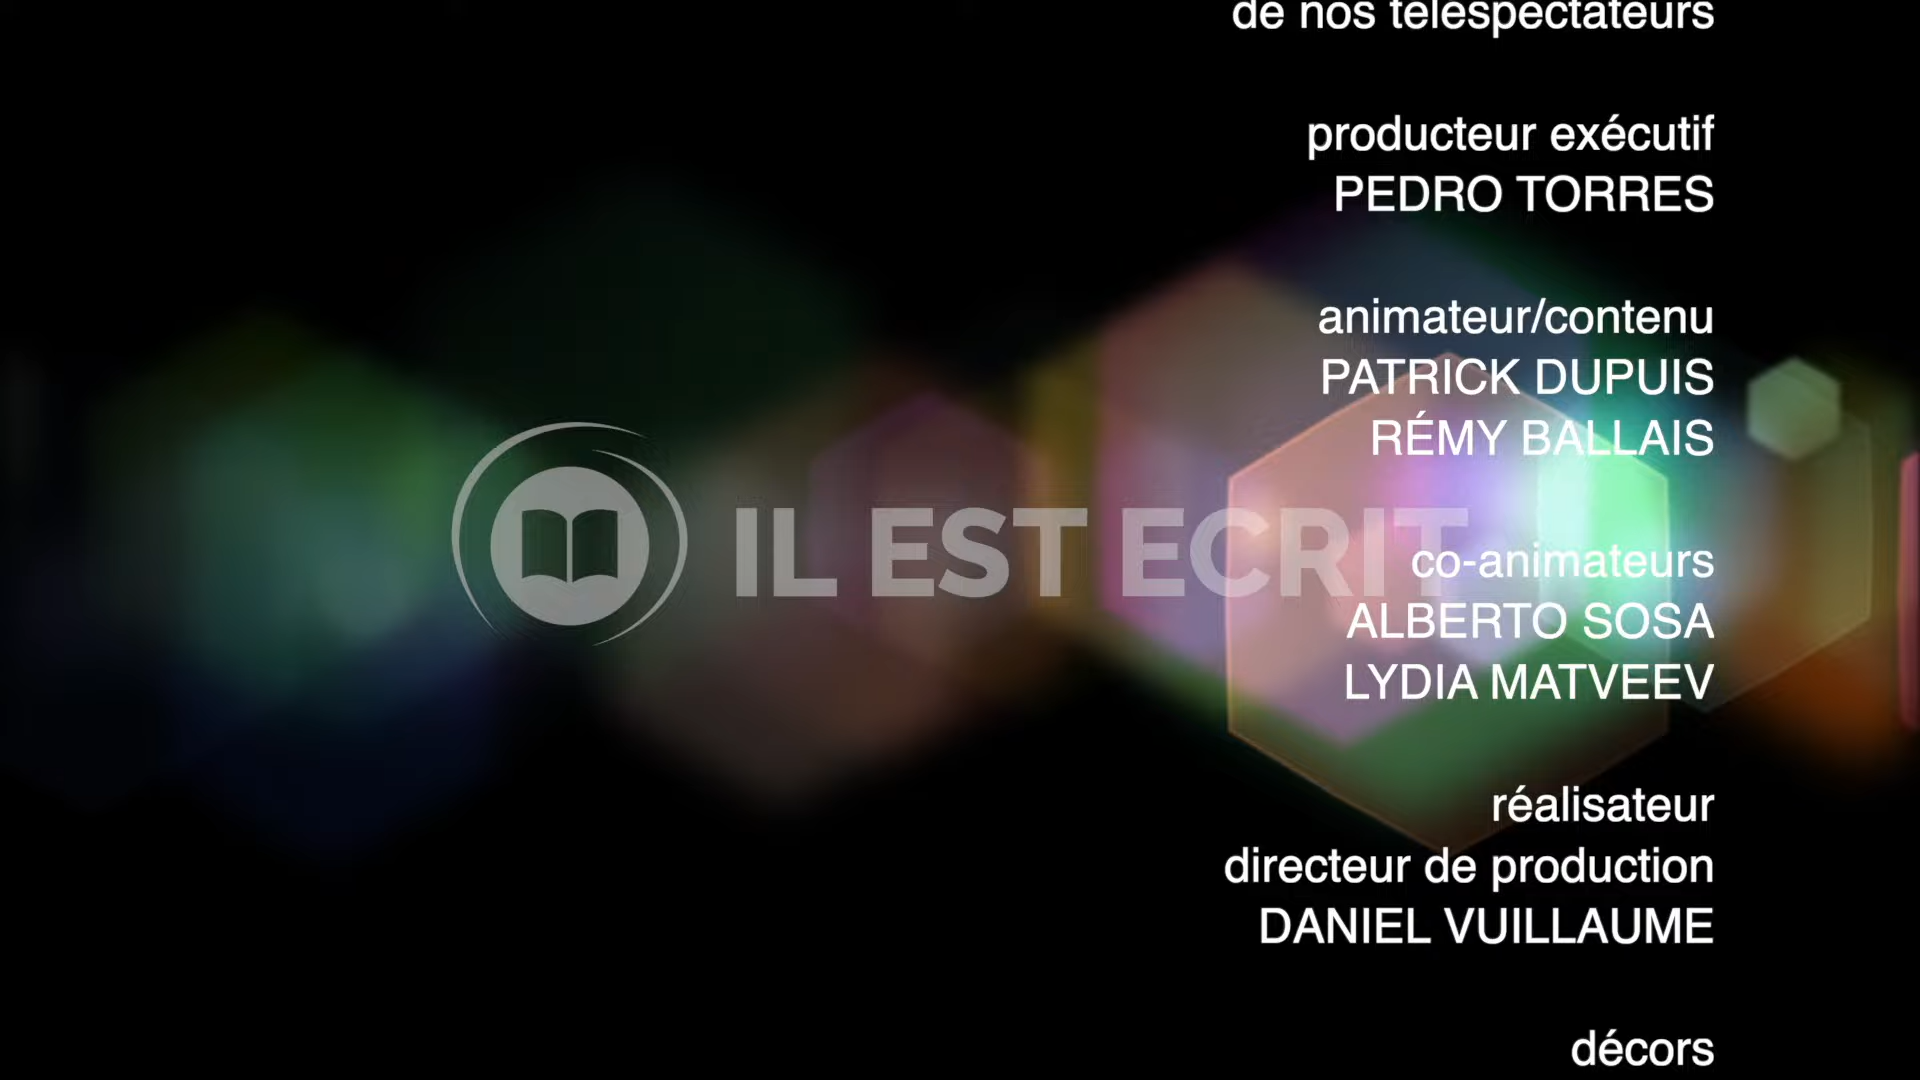 de nos téléspectateurs
producteur exécutif
PEDRO TORRES
animateur/contenu
PATRICK DUPUIS
RÉMY BALLAIS
IL EST ECRIT
co-animateurs
ALBERTO SOSA
LYDIA MATVEEV
réalisateur
directeur de production
DANIEL VUILLAUME
décors